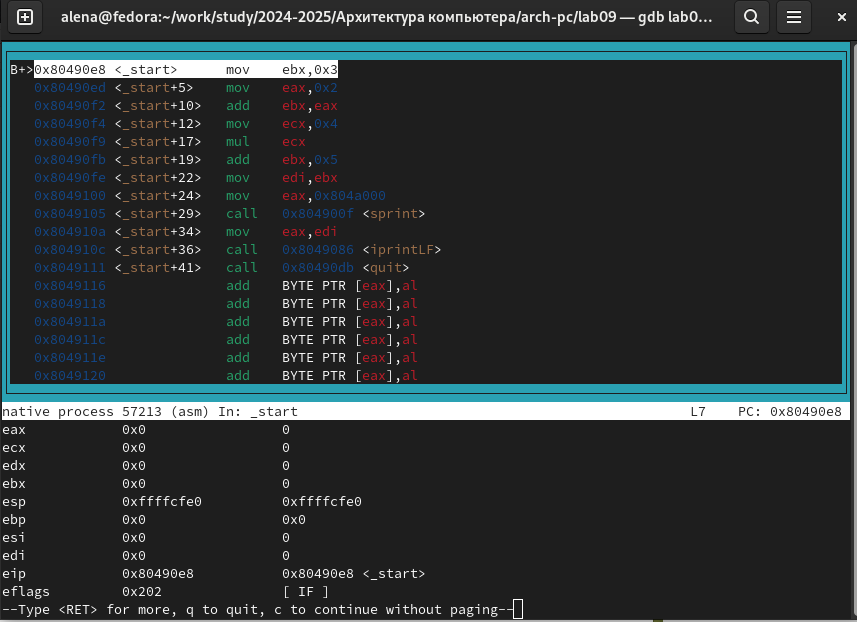 alena@fedora:~/work/study/2024-2025/Архитектура компьютера/arch-pc/lab09 — gdb lab0...
B+>0x80490e8 <_start> mov ebx,0x3
0x80490ed <_start+5> mov eax,0x2
0x80490f2 <_start+10> add ebx,eax
0x80490f4 <_start+12> mov ecx,0x4
0x80490f9 <_start+17> mul ecx
0x80490fb <_start+19> add ebx,0x5
0x80490fe <_start+22> mov edi,ebx
0x8049100 <_start+24> mov eax,0x804a000
0x8049105 <_start+29> call 0x804900f <sprint>
0x804910a <_start+34> mov eax,edi
0x804910c <_start+36> call 0x8049086 <iprintLF>
0x8049111 <_start+41> call 0x80490db <quit>
0x8049116 add BYTE PTR [eax],al
0x8049118 add BYTE PTR [eax],al
0x804911a add BYTE PTR [eax],al
0x804911c add BYTE PTR [eax],al
0x804911e add BYTE PTR [eax],al
0x8049120 add BYTE PTR [eax],al
native process 57213 (asm) In: _start L7 PC: 0x80490e8
eax 0x0 0
ecx 0x0 0
edx 0x0 0
ebx 0x0 0
esp 0xffffcfe0 0xffffcfe0
ebp 0x0 0x0
esi 0x0 0
edi 0x0 0
eip 0x80490e8 0x80490e8 <_start>
eflags 0x202 [ IF ]
--Type <RET> for more, q to quit, c to continue without paging--